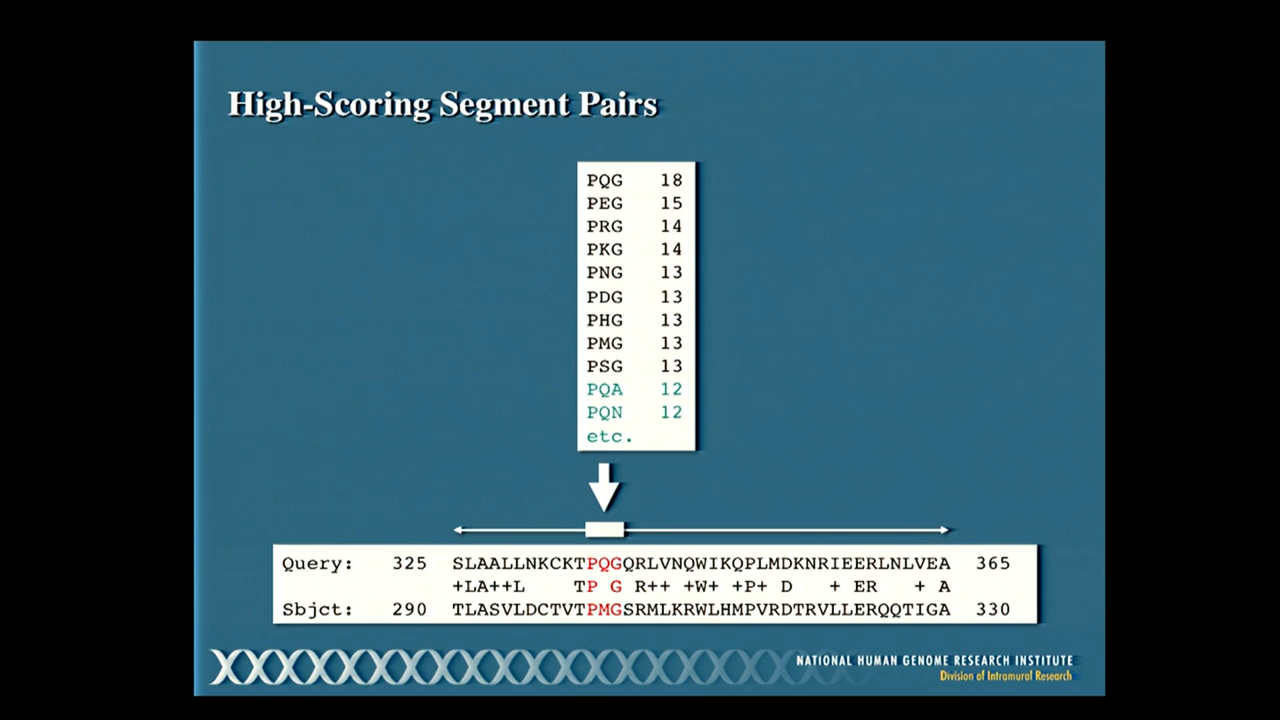 High-Scoring Segment Pairs
PQG 18
PEG 15
PRG 14
PKG 14
PNG 13
PDG 13
PHG 13
PMG 13
PSG 13
PQA 12
PQN 12
etc.
Query: 325 SLAALLNKCKTPQGQRLVNQWIKQPLMDKNRIEERLNLVEA 365
+LA++L TP G R++ +W+ +P+ D + ER + A
Sbjct: 290 TLASVLDCTVTPMGSRMLKRWLHMPVRDTRVLLERQQTIGA 330
NATIONAL HUMAN GENOME RESEARCH INSTITUTE
Division of Intramural Research